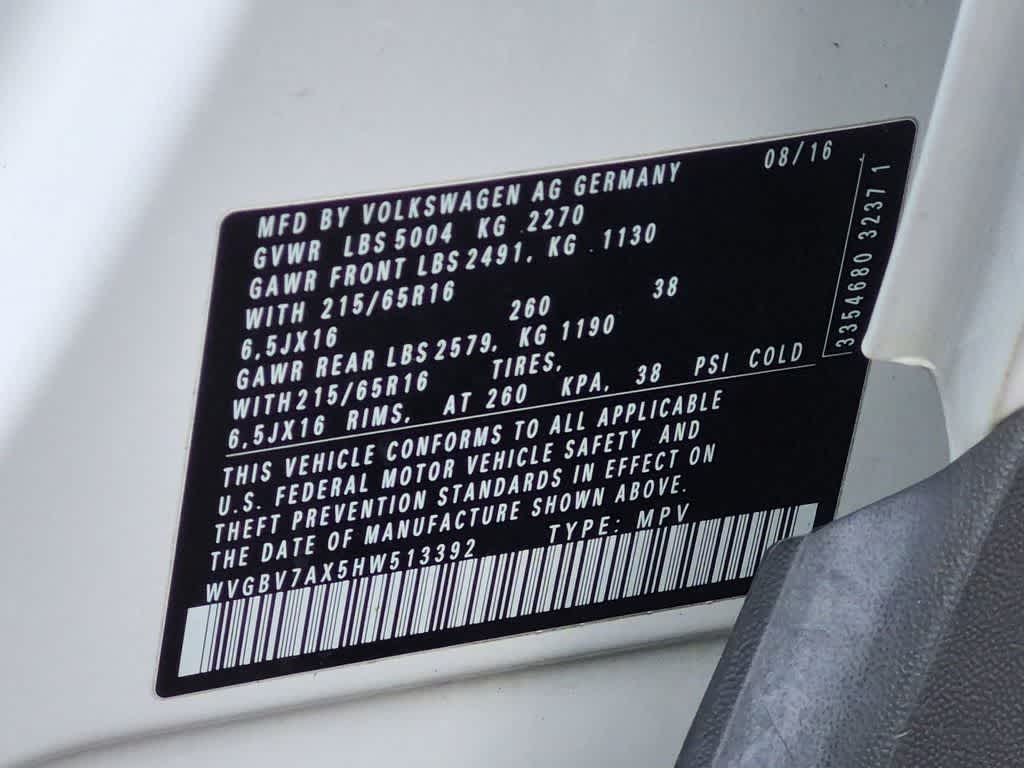 MFD BY VOLKSWAGEN AG GERMANY 08/16
GVWR LBS 5004 KG 2270
GAWR FRONT LBS 2491, KG 1130
WITH 215/65R16
6,5JX16 260 38
GAWR REAR LBS 2579, KG 1190
WITH 215/65R16 TIRES,
6,5JX16 RIMS, AT 260 KPA, 38 PSI COLD
THIS VEHICLE CONFORMS TO ALL APPLICABLE
U.S. FEDERAL MOTOR VEHICLE SAFETY AND
THEFT PREVENTION STANDARDS IN EFFECT ON
THE DATE OF MANUFACTURE SHOWN ABOVE.
WVGBV7AX5HW513392 TYPE: MPV
3354680 3237 1